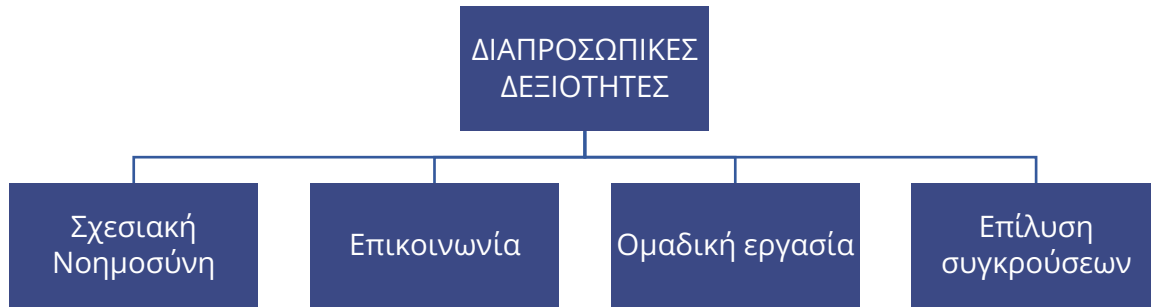 ΔΙΑΠΡΟΣΩΠΙΚΕΣ
ΔΕΞΙΟΤΗΤΕΣ
Σχεσιακή
Νοημοσύνη
Επικοινωνία
Ομαδική εργασία
Επίλυση
συγκρούσεων